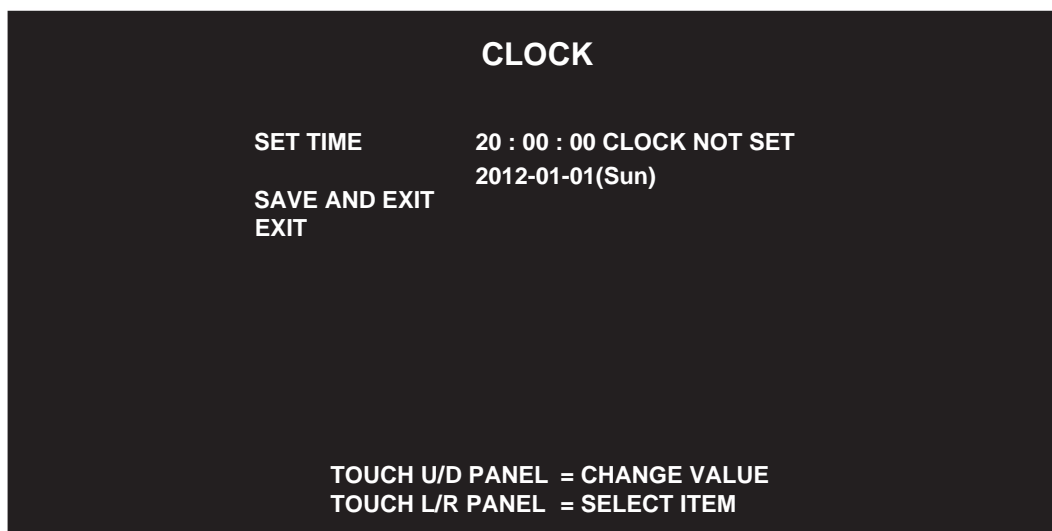 CLOCK
SET TIME 20 : 00 : 00 CLOCK NOT SET
2012-01-01(Sun)
SAVE AND EXIT
EXIT
TOUCH U/D PANEL = CHANGE VALUE
TOUCH L/R PANEL = SELECT ITEM